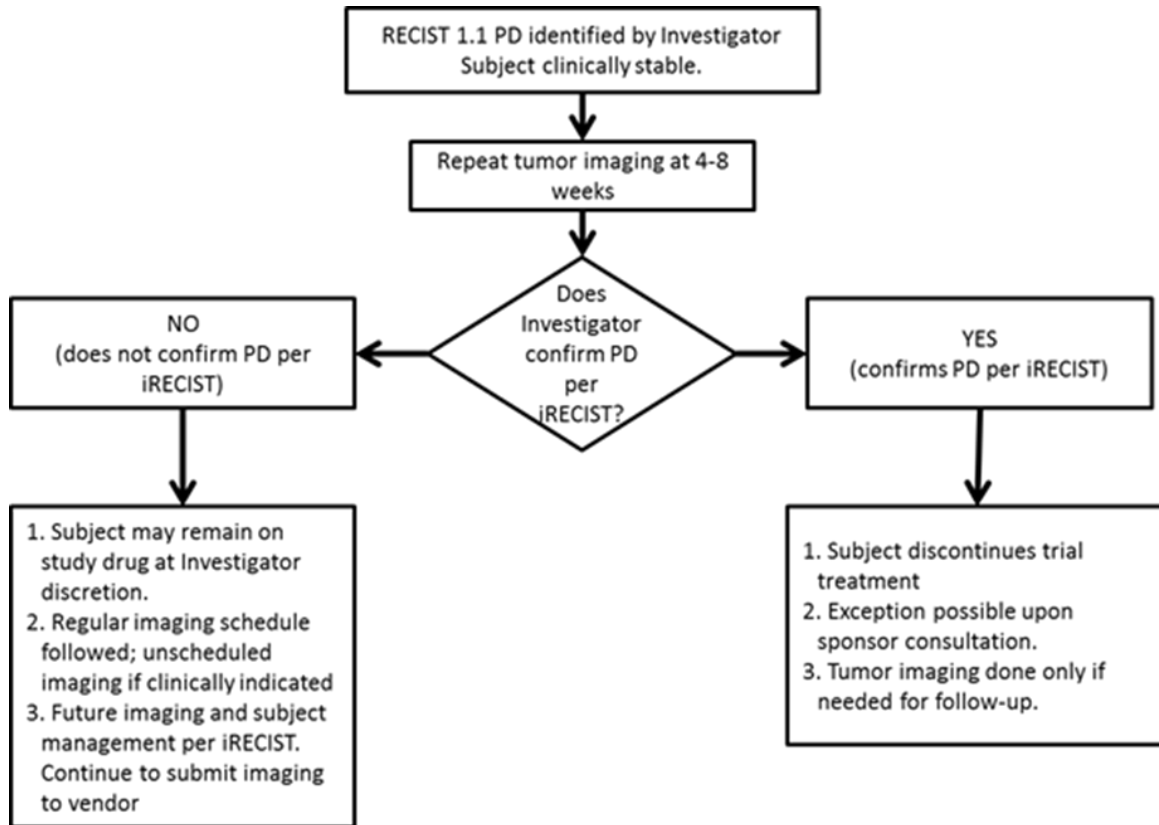 RECIST 1.1 PD identified by Investigator
Subject clinically stable.
Repeat tumor imaging at 4-8
weeks
Does
Investigator
confirm PD
per
iRECIST?
NO
(does not confirm PD per
iRECIST)
YES
(confirms PD per iRECIST)
1. Subject may remain on
study drug at Investigator
discretion.
2. Regular imaging schedule
followed; unscheduled
imaging if clinically indicated
3. Future imaging and subject
management per iRECIST.
Continue to submit imaging
to vendor
1. Subject discontinues trial
treatment
2. Exception possible upon
sponsor consultation.
3. Tumor imaging done only if
needed for follow-up.